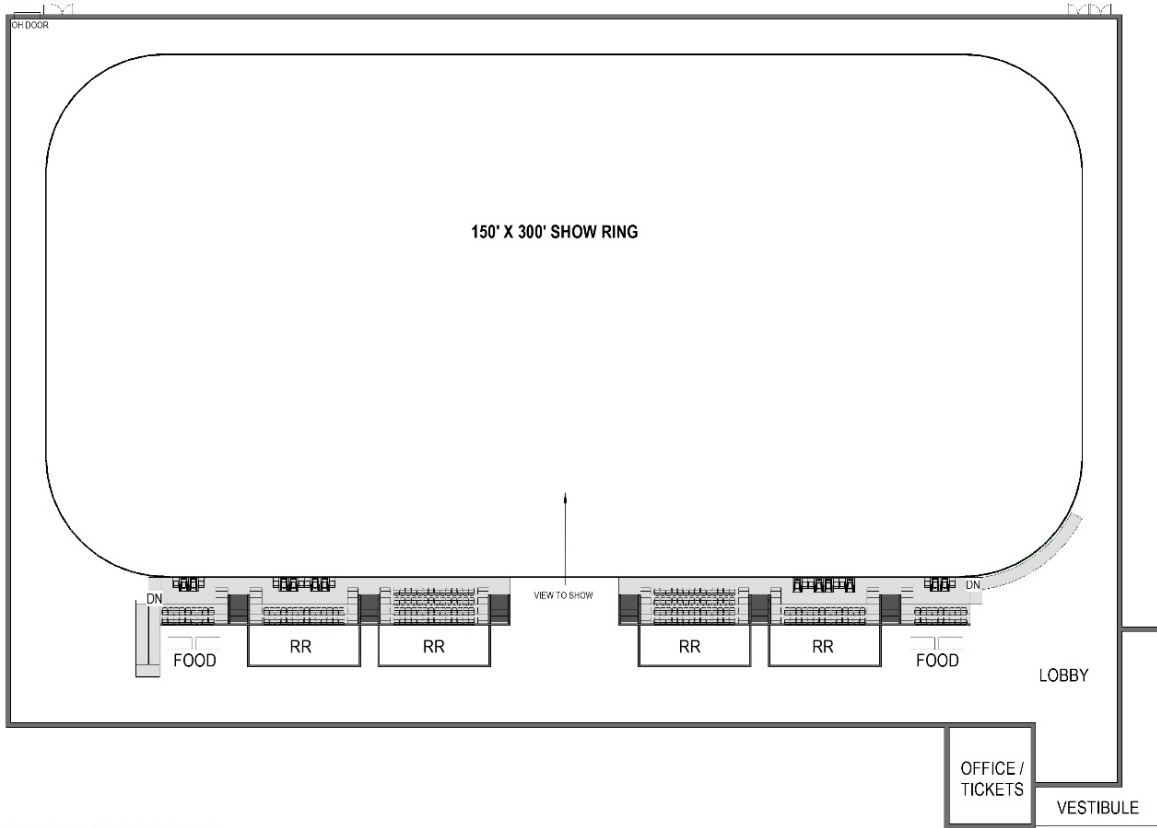 OH DOOR
150' X 300' SHOW RING
DN
VIEW TO SHOW
DN
RR
RR
RR
RR
FOOD
FOOD
LOBBY
OFFICE /
TICKETS
VESTIBULE